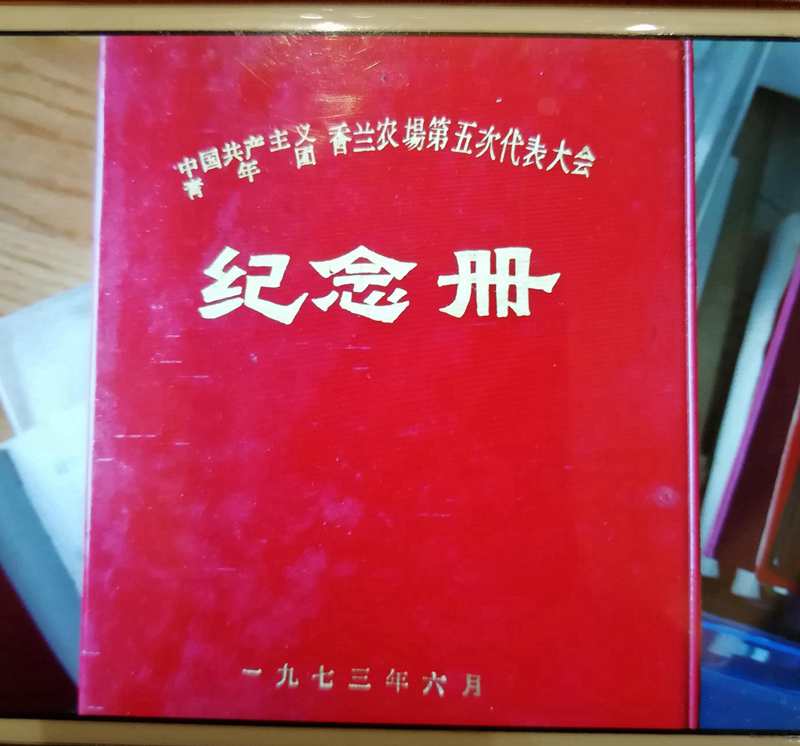 中国共产主义青年团 香兰农場第五次代表大会
纪念册
一九七三年六月